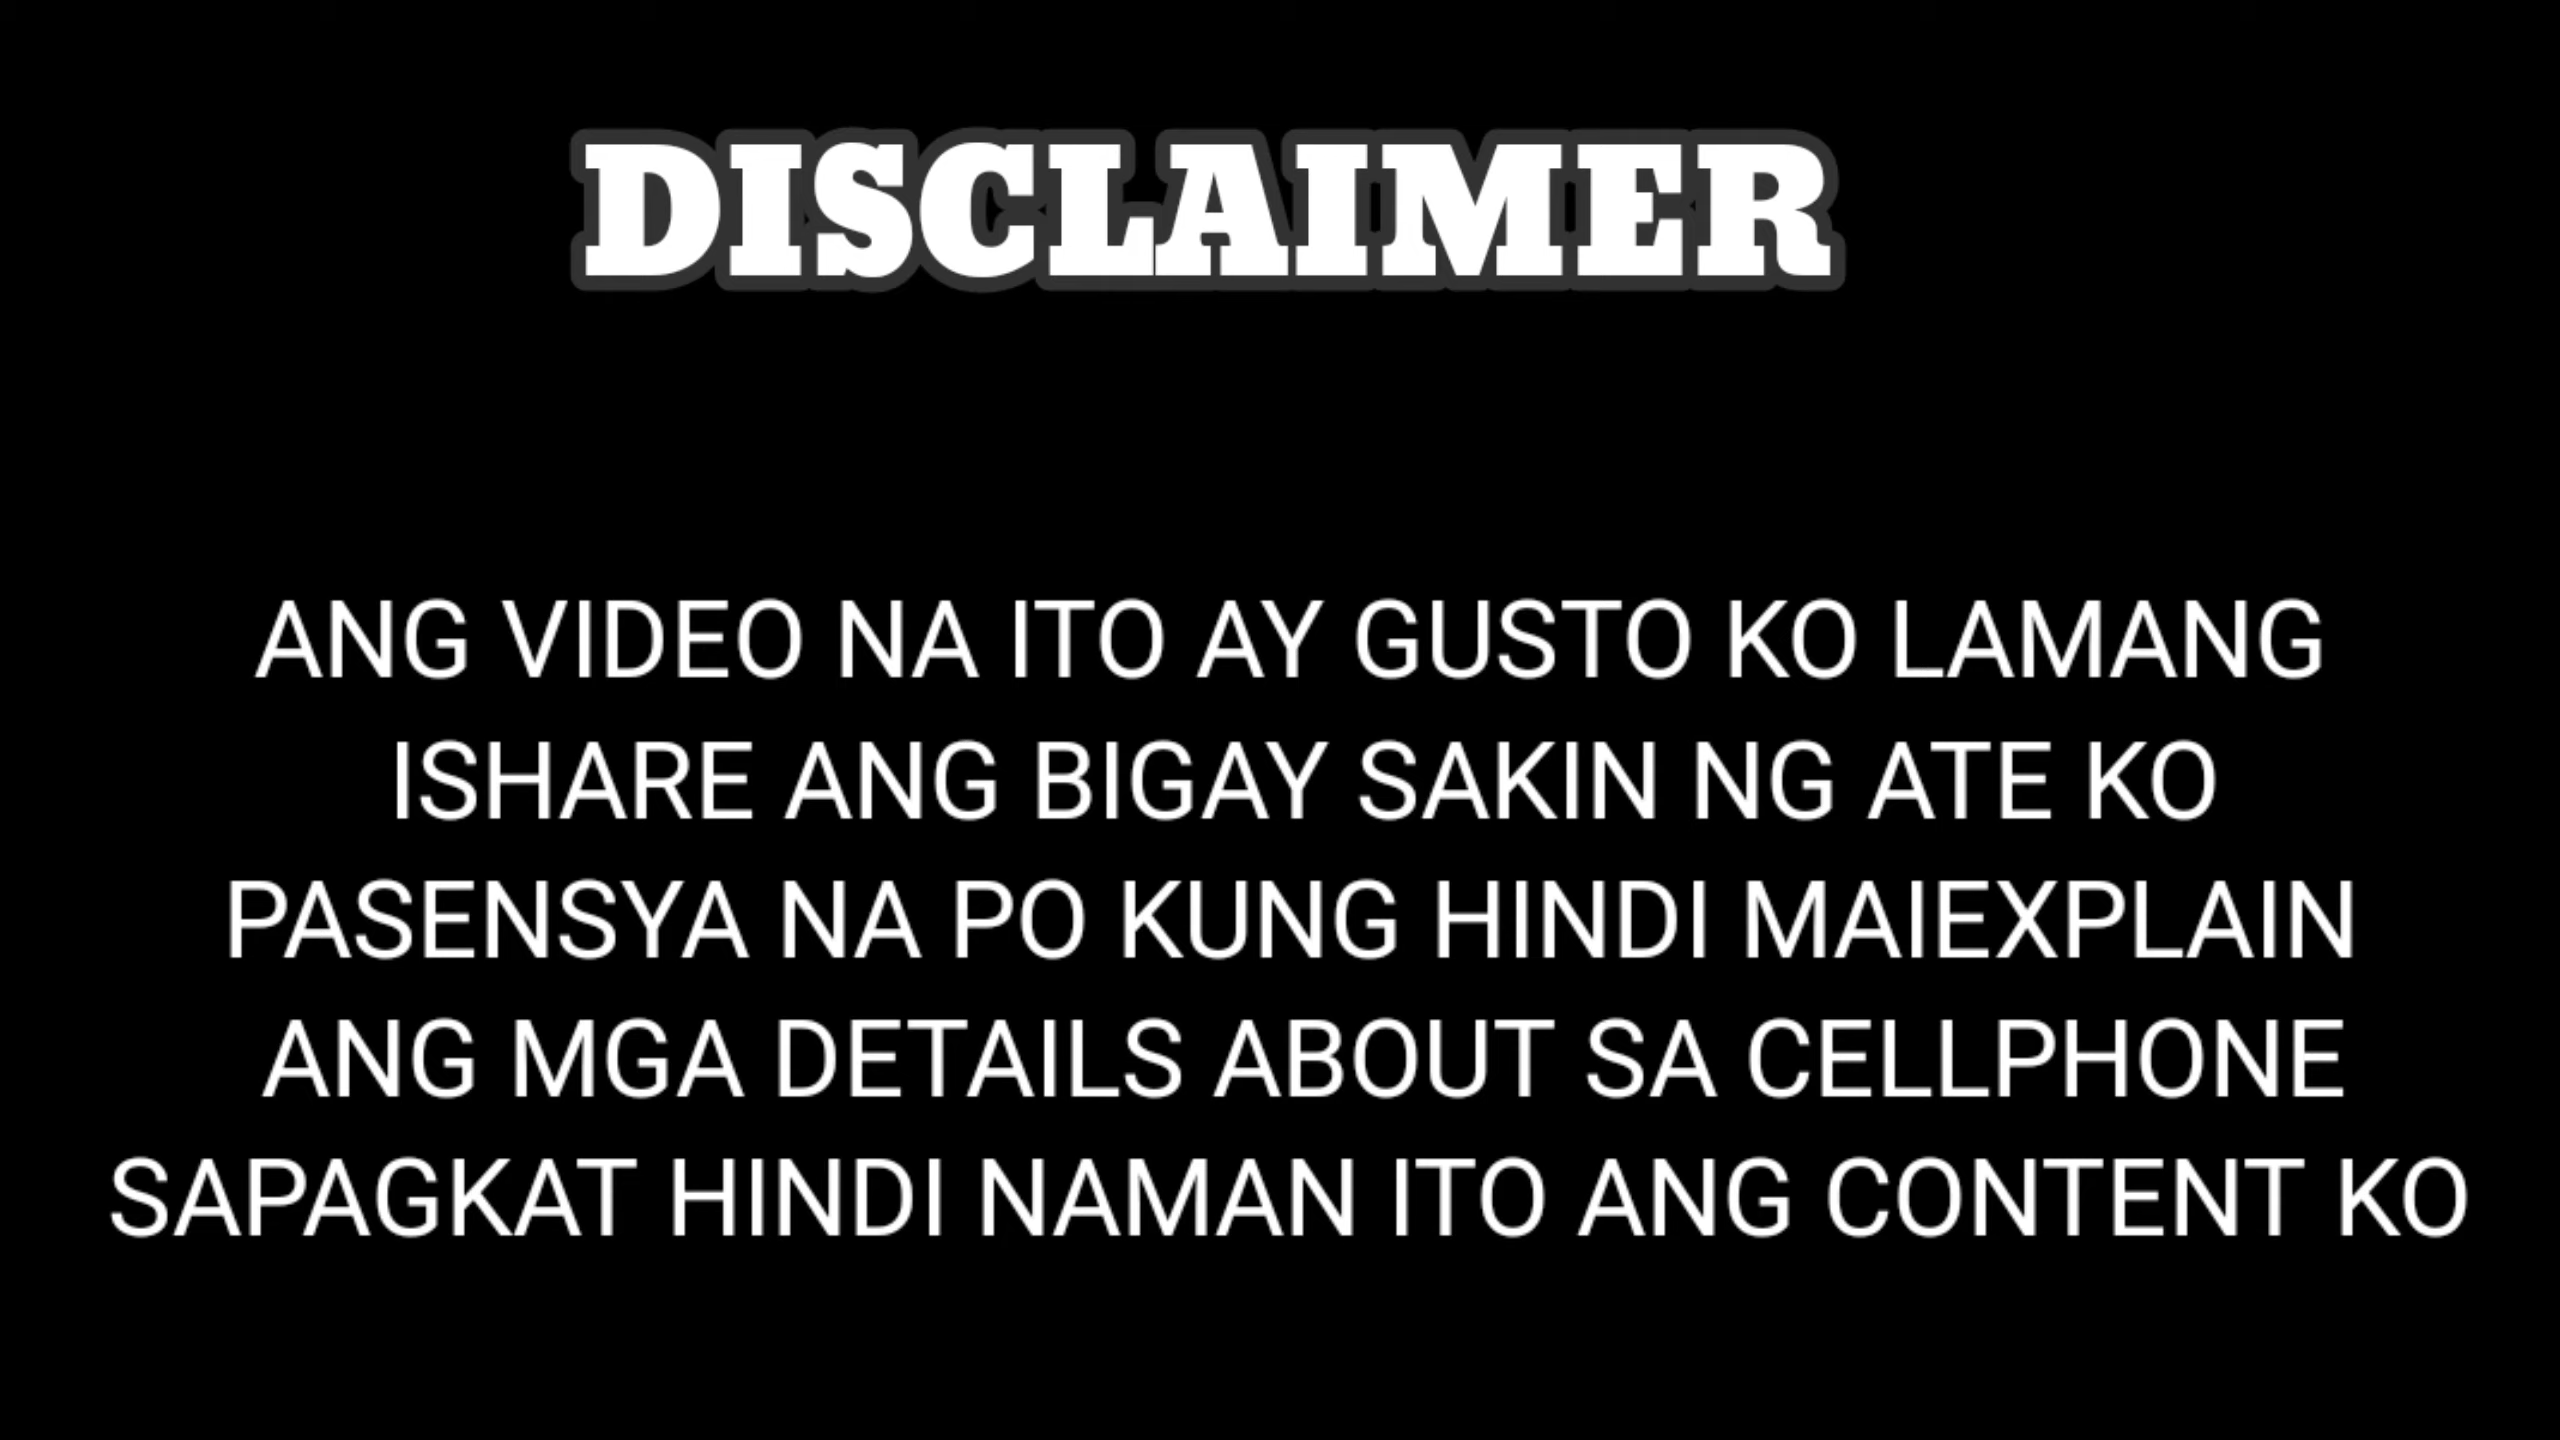 DISCLAIMER
ANG VIDEO NA ITO AY GUSTO KO LAMANG
ISHARE ANG BIGAY SAKIN NG ATE KO
PASENSYA NA PO KUNG HINDI MAIEXPLAIN
ANG MGA DETAILS ABOUT SA CELLPHONE
SAPAGKAT HINDI NAMAN ITO ANG CONTENT KO